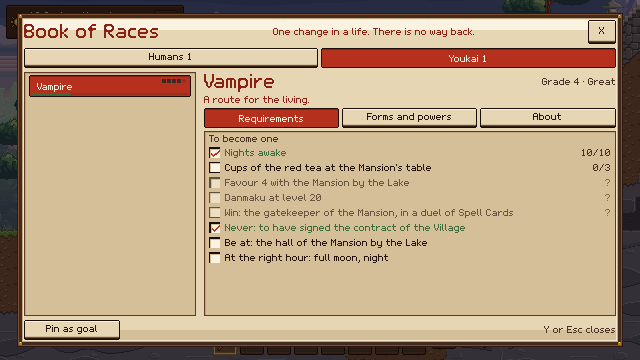 Book of Races
One change in a life. There is no way back.
X
Humans 1
Youkai 1
Vampire
Vampire
Grade 4 · Great
A route for the living.
Requirements
Forms and powers
About
To become one
Nights awake 10/10
Cups of the red tea at the Mansion's table 0/3
Favour 4 with the Mansion by the Lake ?
Danmaku at level 20 ?
Win: the gatekeeper of the Mansion, in a duel of Spell Cards ?
Never: to have signed the contract of the Village
Be at: the hall of the Mansion by the Lake
At the right hour: full moon, night
Pin as goal
Y or Esc closes